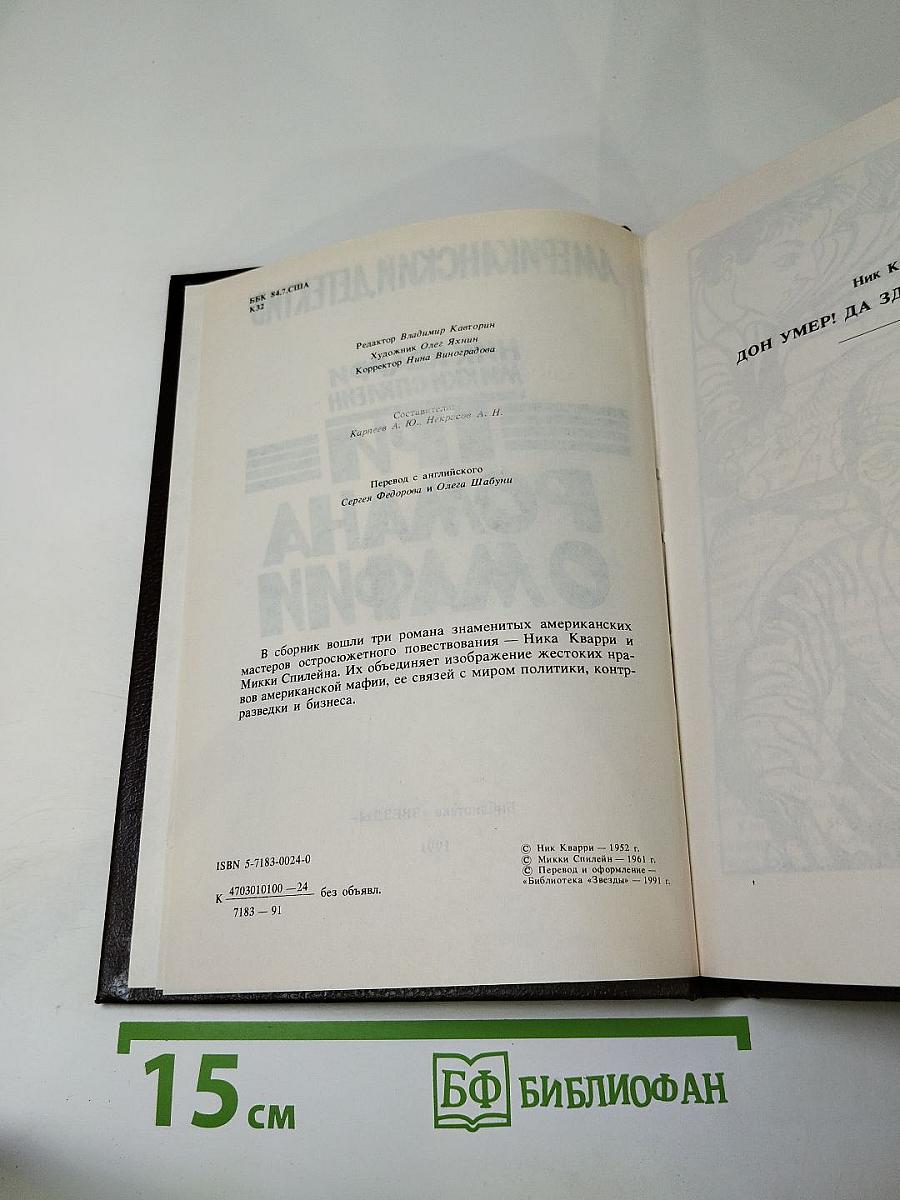 ББК 84.7.США
К32
Редактор Владимир Кавторин
Художник Олег Яхнин
Корректор Нина Виноградова
Составители:
Карпеев А. Ю., Некрасов А. Н.
Перевод с английского
Сергея Федорова и Олега Шабуни
В сборник вошли три романа знаменитых американских
мастеров остросюжетного повествования — Ника Кварри и
Микки Спилейна. Их объединяет изображение жестоких нра-
вов американской мафии, ее связей с миром политики, контр-
разведки и бизнеса.
ISBN 5-7183-0024-0
К 4703010100 —24 без объявл.
7183 — 91
© Ник Кварри — 1952 г.
© Микки Спилейн — 1961 г.
© Перевод и оформление —
«Библиотека «Звезды» — 1991 г.
Ник К
ДОН УМЕР! ДА ЗД
15 см
БФ БИБЛИОФАН